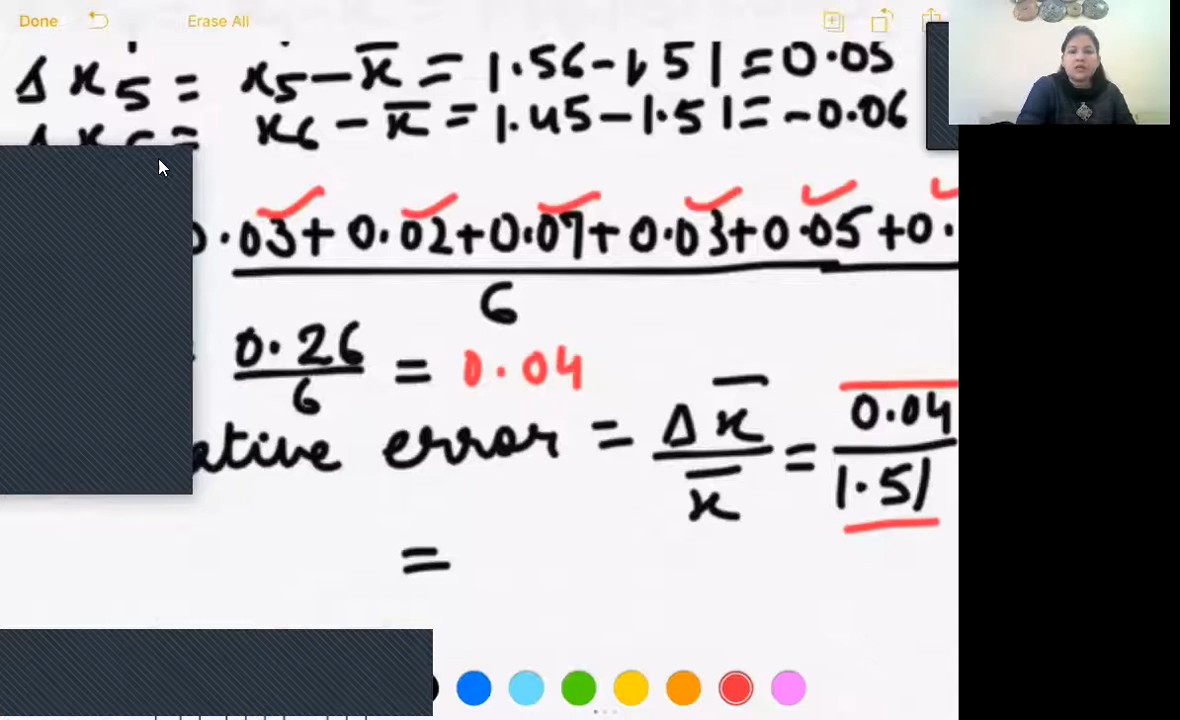 Done Erase All
Δ x5 = x5 − x̅ = 1.56 − 1.51 = 0.05
x6 − x̅ = 1.45 − 1.51 = −0.06
0.03 + 0.02 + 0.07 + 0.03 + 0.05 + 0.
6
0.26
6
= 0.04
ative error = Δx̅ / x̅ = 0.04 / 1.51
=